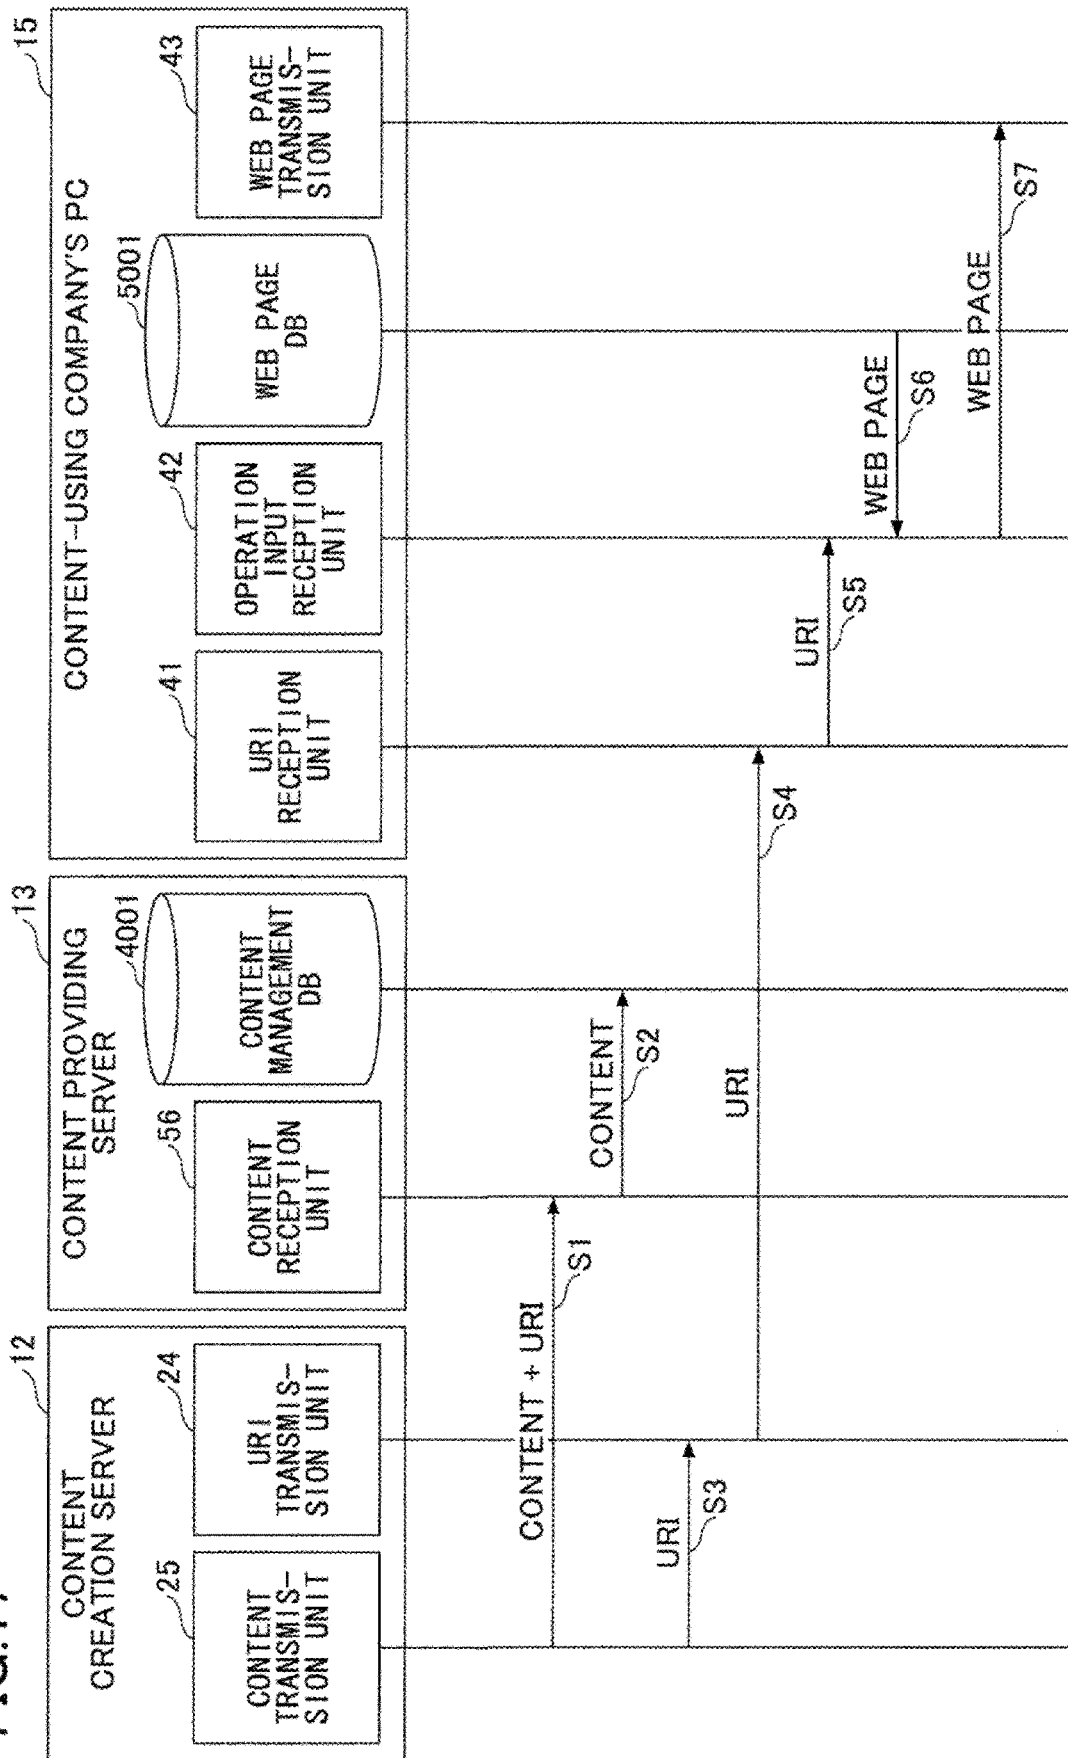 12
CONTENT
CREATION SERVER
25
CONTENT
TRANSMIS-
SION UNIT
24
URI
TRANSMIS-
SION UNIT
13
CONTENT PROVIDING
SERVER
56
CONTENT
RECEPTION
UNIT
4001
CONTENT
MANAGEMENT
DB
15
CONTENT-USING COMPANY'S PC
41
URI
RECEPTION
UNIT
42
OPERATION
INPUT
RECEPTION
UNIT
5001
WEB PAGE
DB
43
WEB PAGE
TRANSMIS-
SION UNIT
CONTENT + URI
S1
CONTENT
S2
URI
S3
URI
S4
URI
S5
WEB PAGE
S6
WEB PAGE
S7